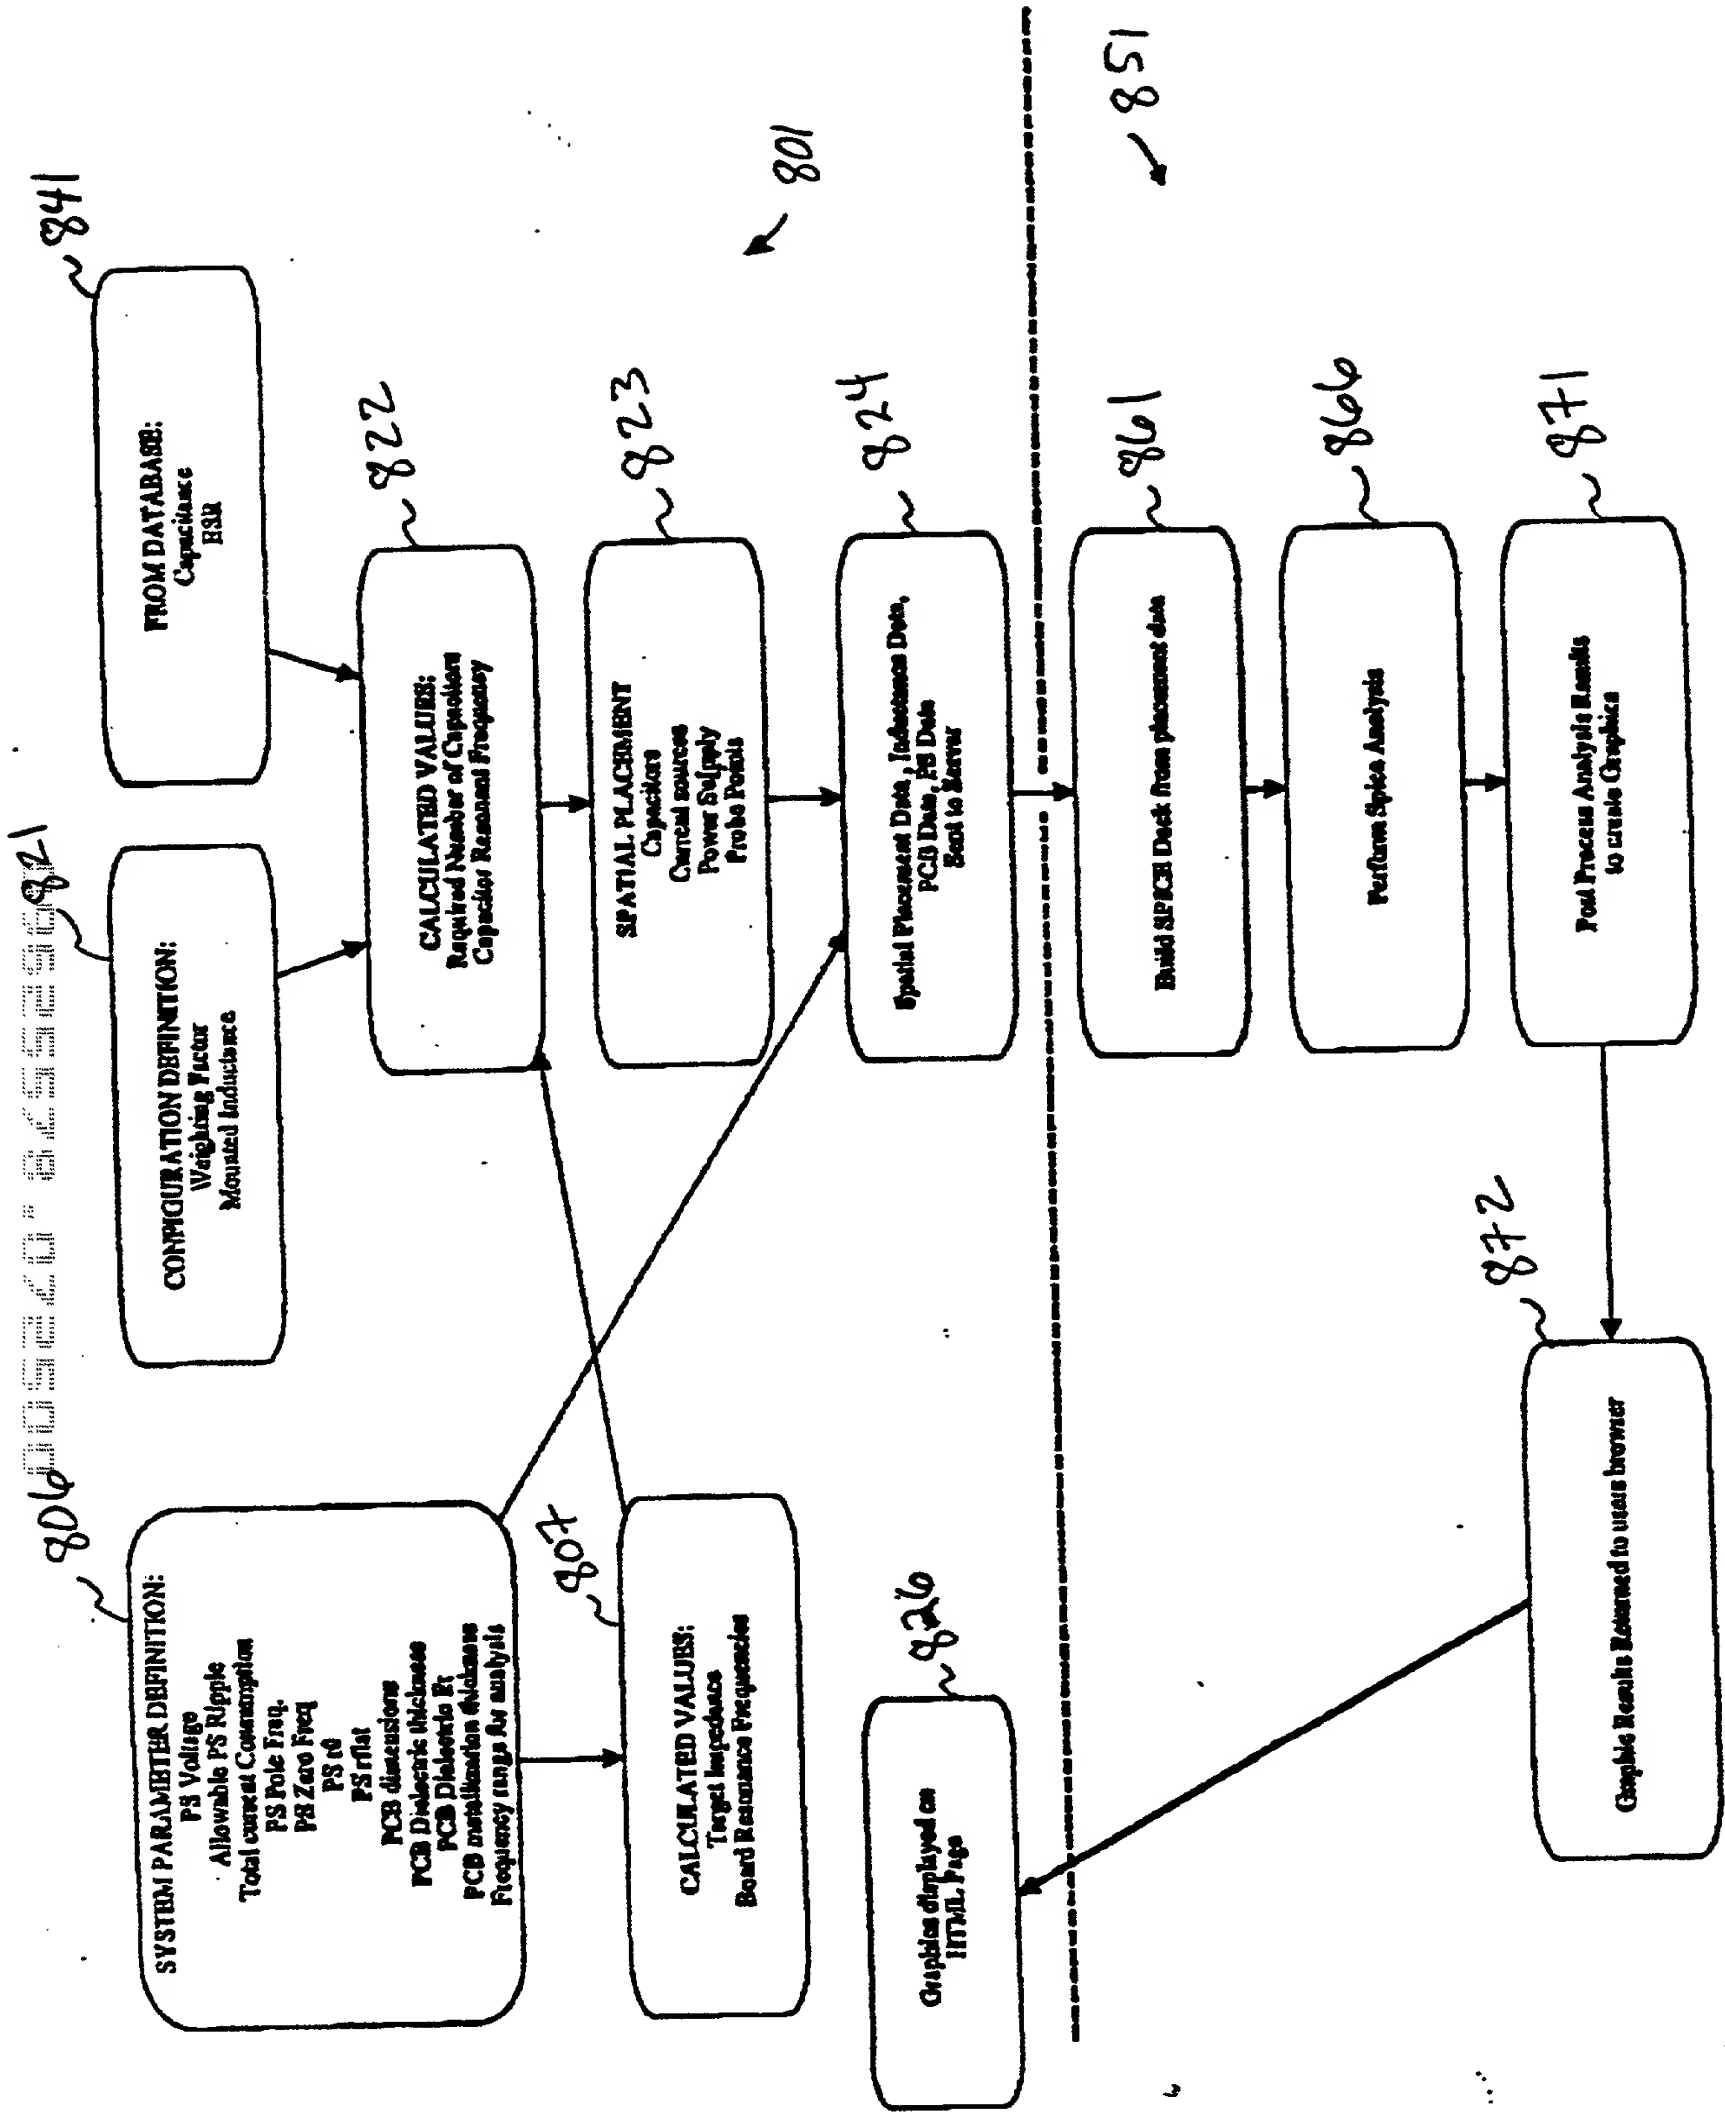 806
SYSTEM PARAMETER DEFINITION:
PS Voltage
Allowable PS Ripple
Total current Consumption
PS Pole Freq.
PS Zero Freq
PS r0
PS rflat
PCB dimensions
PCB Dielectric thickness
PCB Dielectric Er
PCB metalization thickness
Frequency range for analysis
821
CONFIGURATION DEFINITION:
Weighting Factor
Mounted Inductance
841
FROM DATABASE:
Capacitance
ESR
807
CALCULATED VALUES:
Target Impedance
Board Resonance Frequencies
822
CALCULATED VALUES:
Required Number of Capacitors
Capacitor Resonant Frequency
823
SPATIAL PLACEMENT
Capacitors
Current sources
Power Supply
Probe Points
801
826
Graphics displayed on
HTML Page
824
Spatial Placement Data, Inductance Data,
PCB Data, PS Data
Sent to Server
851
861
Build SPICE Deck from placement data
866
Perform Spice Analysis
872
Graphic Results Returned to users browser
871
Post Process Analysis Results
to create Graphics